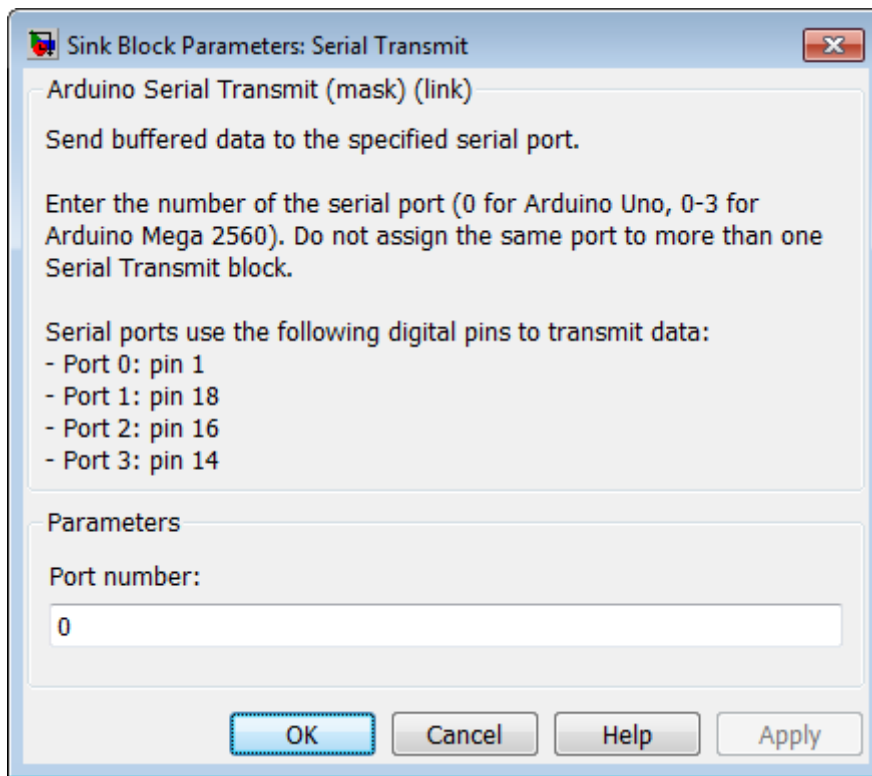 Sink Block Parameters: Serial Transmit
Arduino Serial Transmit (mask) (link)
Send buffered data to the specified serial port.
Enter the number of the serial port (0 for Arduino Uno, 0-3 for
Arduino Mega 2560). Do not assign the same port to more than one
Serial Transmit block.
Serial ports use the following digital pins to transmit data:
- Port 0: pin 1
- Port 1: pin 18
- Port 2: pin 16
- Port 3: pin 14
Parameters
Port number:
0
OK Cancel Help Apply